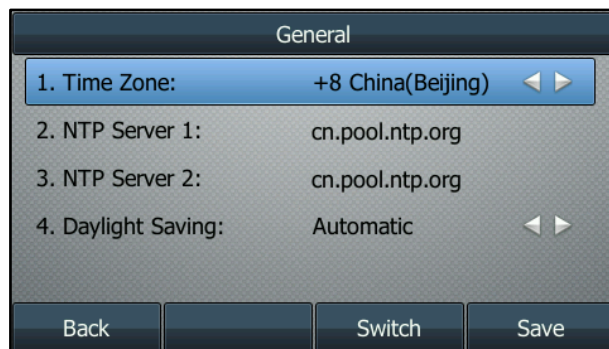 General
1. Time Zone: +8 China(Beijing)
2. NTP Server 1: cn.pool.ntp.org
3. NTP Server 2: cn.pool.ntp.org
4. Daylight Saving: Automatic
Back Switch Save